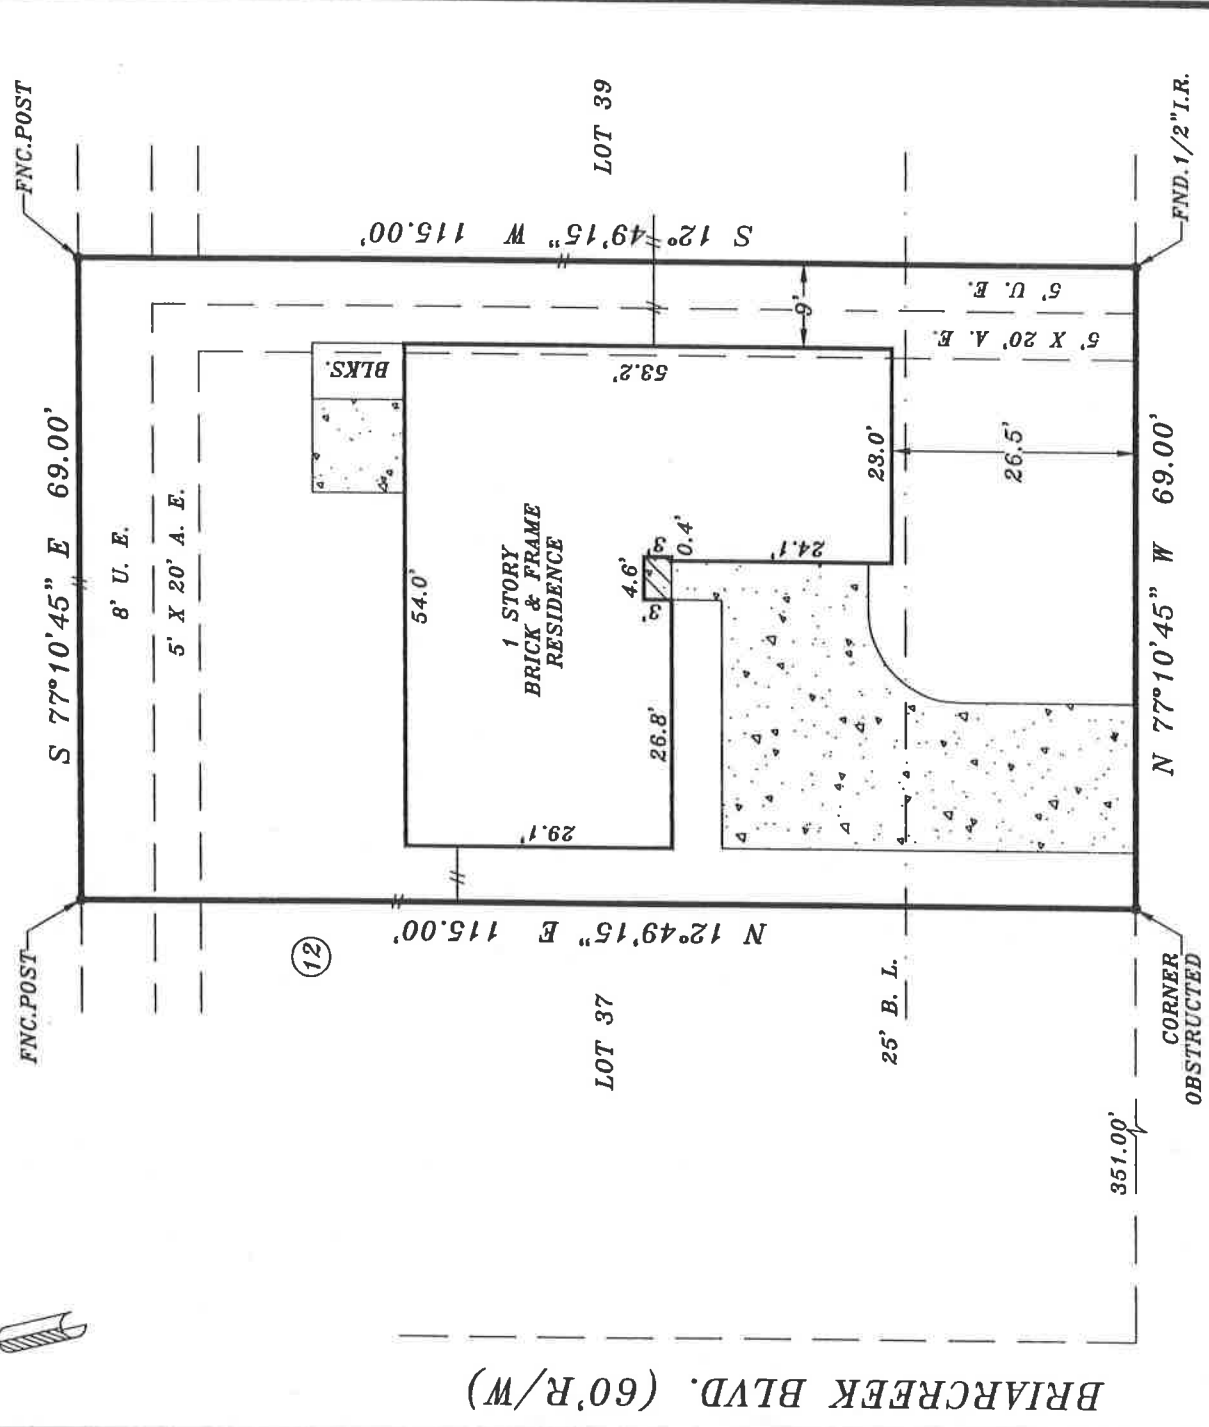 FNC.POST
FNC.POST
S 77°10'45" E 69.00'
8' U. E.
5' X 20' A. E.
LOT 39
S 12°49'15" W 115.00'
BLKS.
53.2'
9'
5' U. E.
5' X 20' A. E.
54.0'
1 STORY
BRICK & FRAME
RESIDENCE
4.6'
3'
3'
0.4'
24.1'
23.0'
26.5'
26.8'
29.1'
N 12°49'15" E 115.00'
12
LOT 37
25' B. L.
N 77°10'45" W 69.00'
FND.1/2"I.R.
CORNER
OBSTRUCTED
351.00'
BRIARCREEK BLVD. (60'R/W)